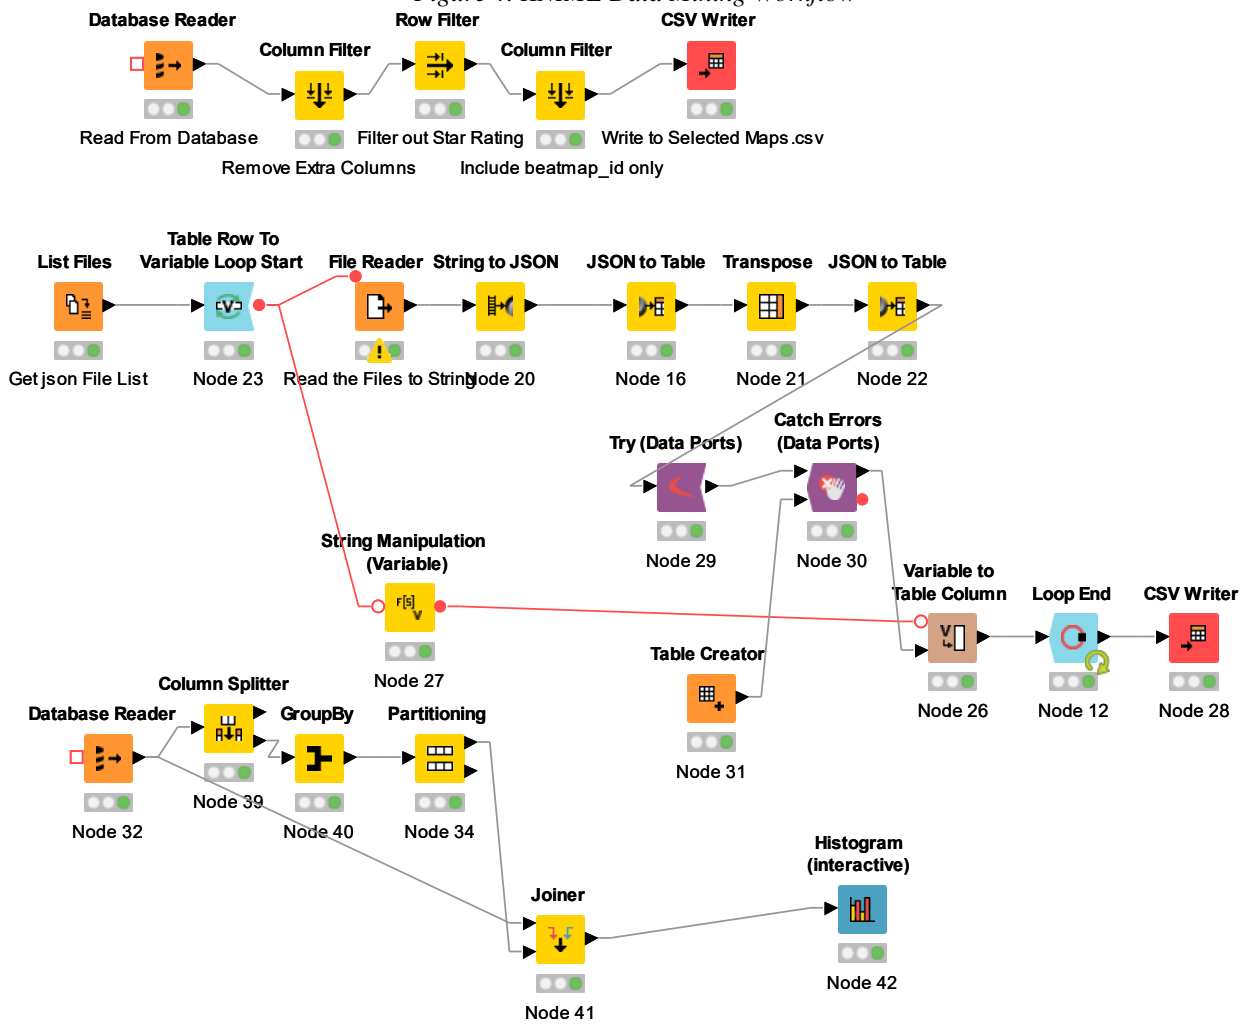 Figure 4: KNIME Data Mining Workflow
Database Reader
Column Filter
Row Filter
Column Filter
CSV Writer
Read From Database
Remove Extra Columns
Filter out Star Rating
Include beatmap_id only
Write to Selected Maps.csv
List Files
Table Row To
Variable Loop Start
File Reader
String to JSON
JSON to Table
Transpose
JSON to Table
Get json File List
Node 23
Read the Files to String
Node 20
Node 16
Node 21
Node 22
Try (Data Ports)
Catch Errors
(Data Ports)
Node 29
Node 30
String Manipulation
(Variable)
Node 27
Variable to
Table Column
Loop End
CSV Writer
Node 26
Node 12
Node 28
Table Creator
Node 31
Database Reader
Column Splitter
GroupBy
Partitioning
Node 32
Node 39
Node 40
Node 34
Joiner
Node 41
Histogram
(interactive)
Node 42